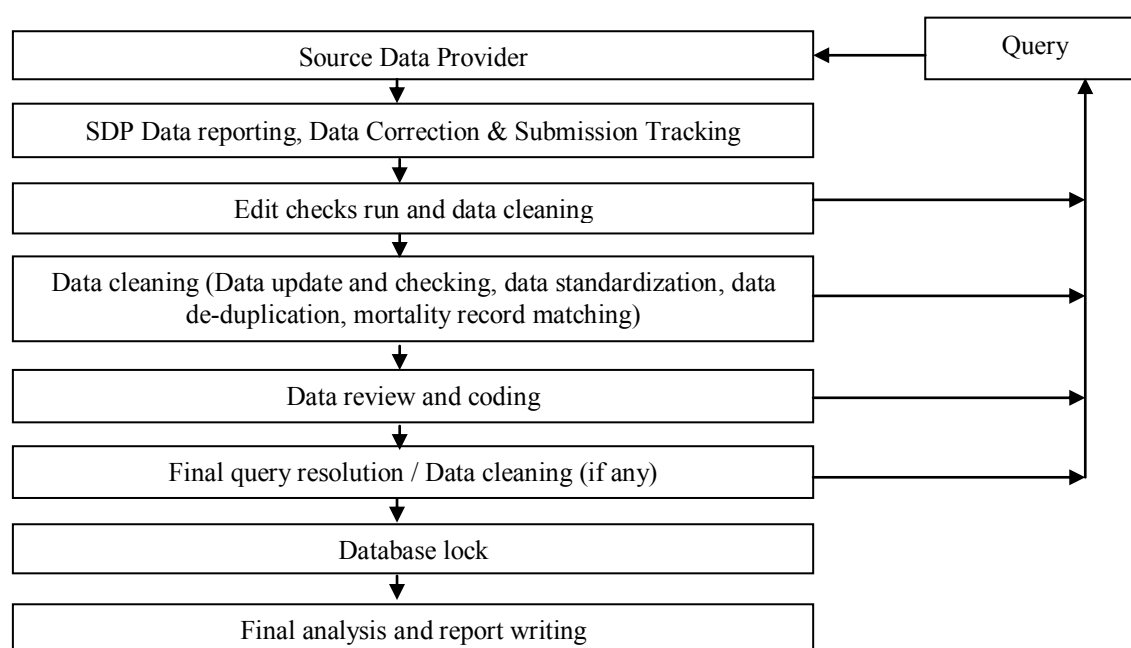 Source Data Provider
Query
SDP Data reporting, Data Correction & Submission Tracking
Edit checks run and data cleaning
Data cleaning (Data update and checking, data standardization, data
de-duplication, mortality record matching)
Data review and coding
Final query resolution / Data cleaning (if any)
Database lock
Final analysis and report writing